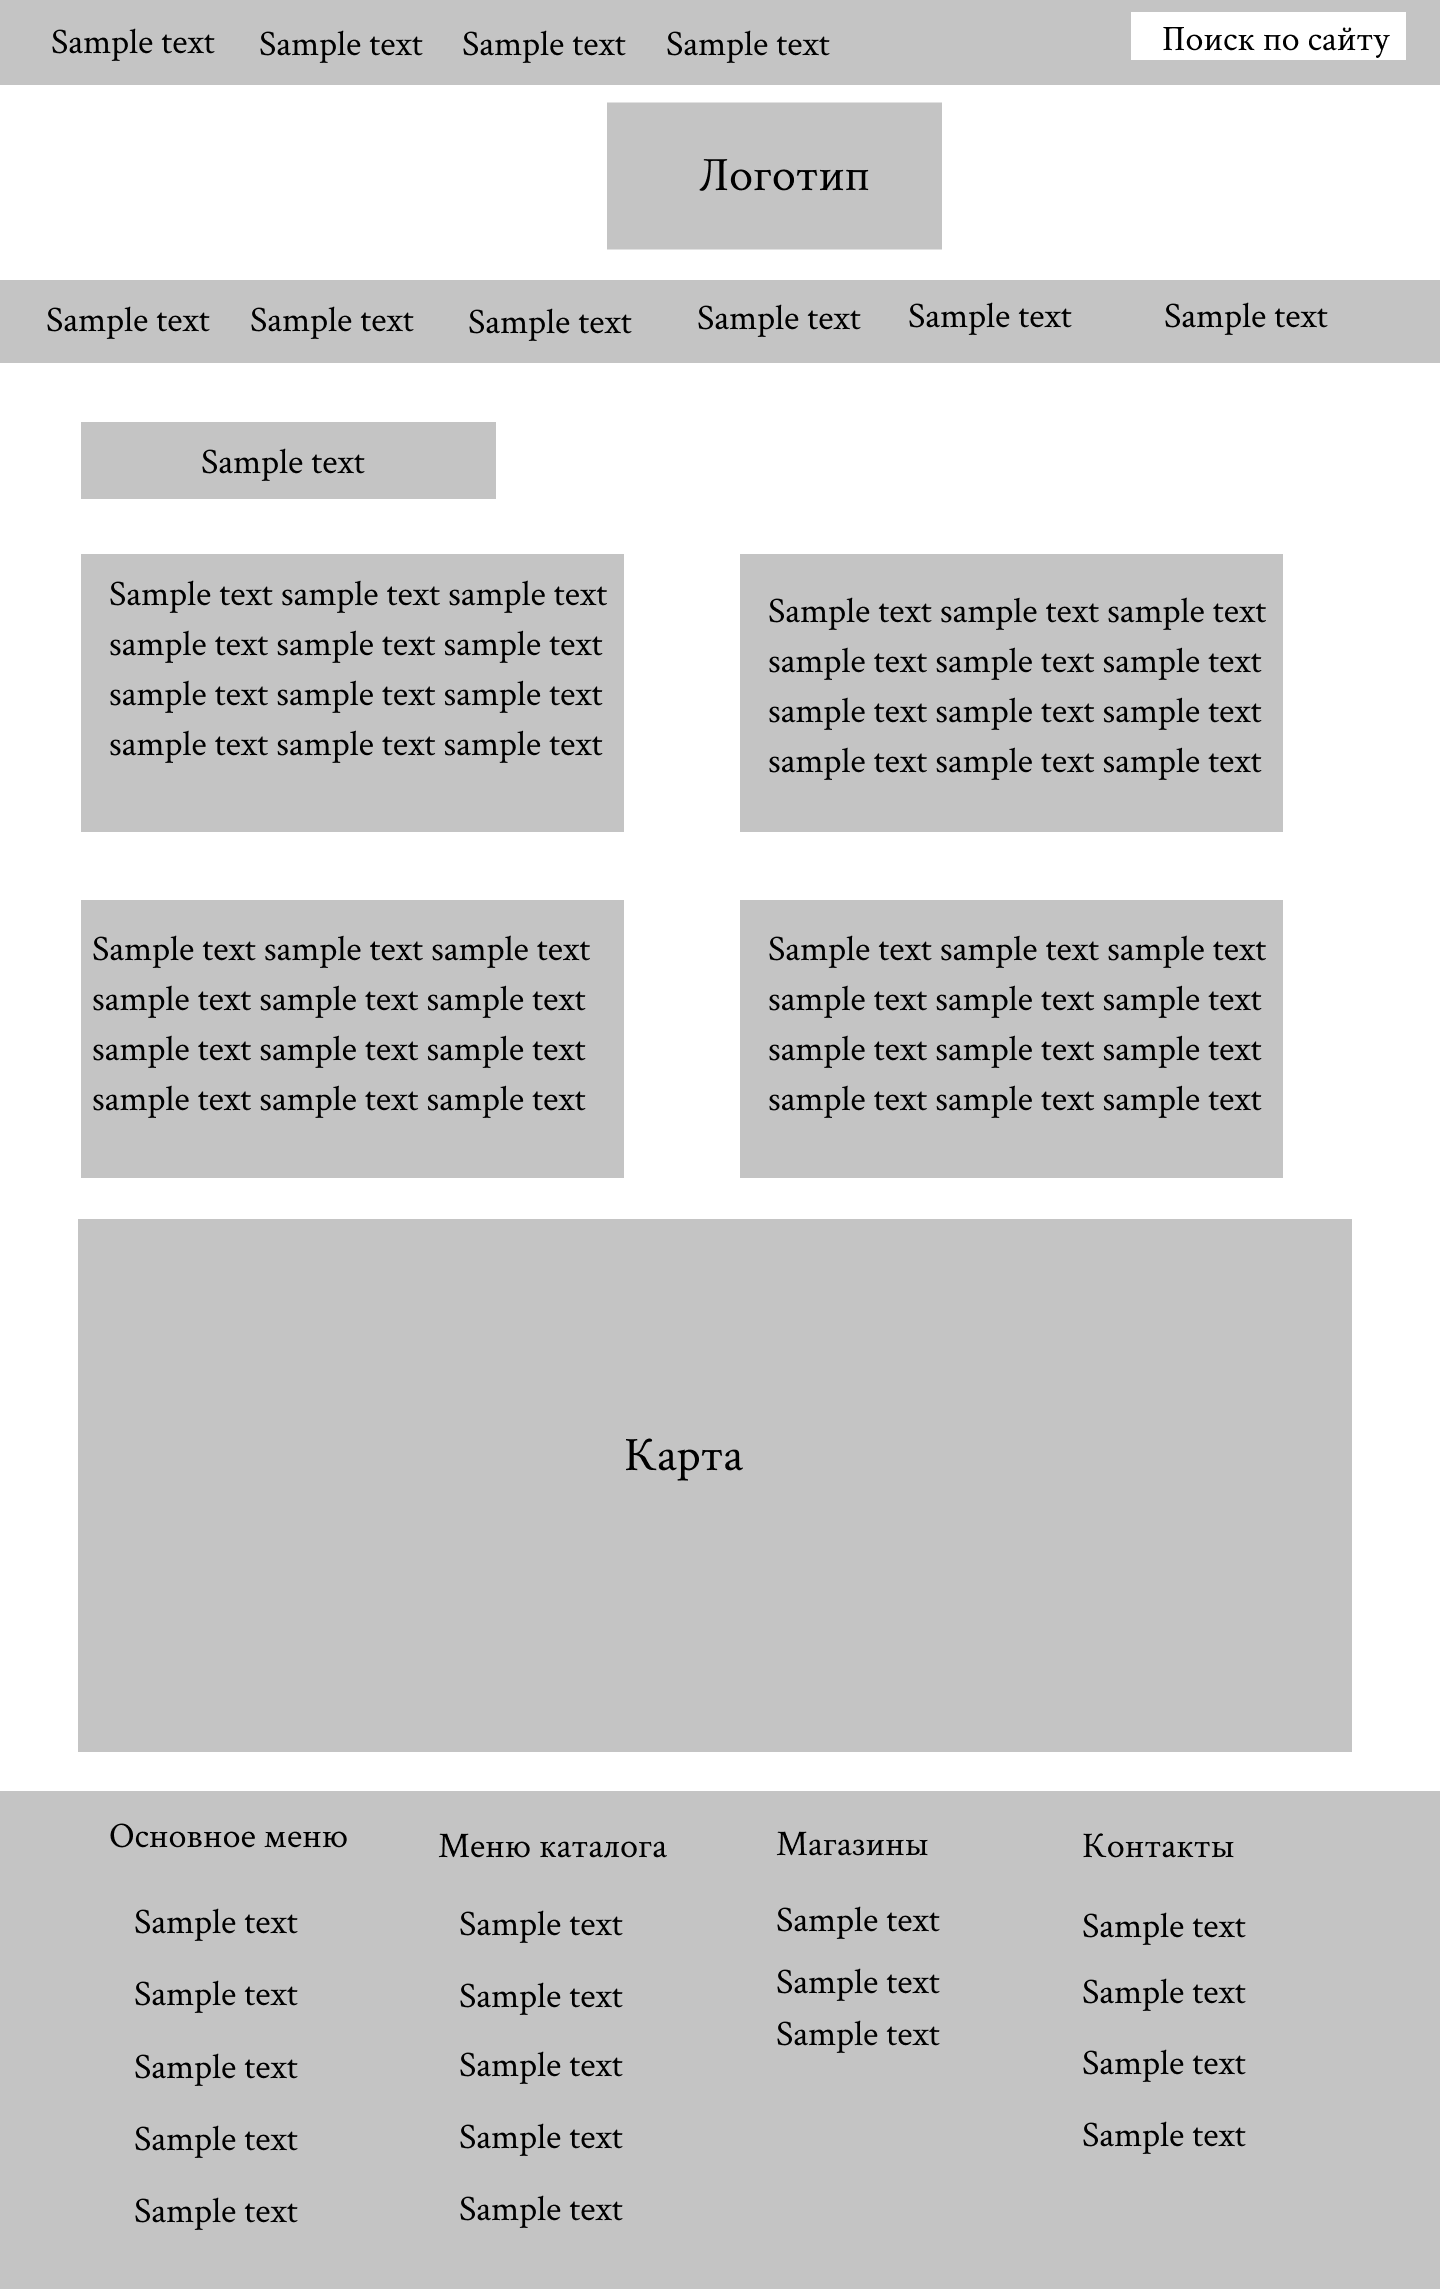 Sample text Sample text Sample text Sample text Поиск по сайту
Логотип
Sample text Sample text Sample text Sample text Sample text Sample text
Sample text
Sample text sample text sample text
sample text sample text sample text
sample text sample text sample text
sample text sample text sample text
Sample text sample text sample text
sample text sample text sample text
sample text sample text sample text
sample text sample text sample text
Sample text sample text sample text
sample text sample text sample text
sample text sample text sample text
sample text sample text sample text
Sample text sample text sample text
sample text sample text sample text
sample text sample text sample text
sample text sample text sample text
Карта
Основное меню
Sample text
Sample text
Sample text
Sample text
Sample text
Меню каталога
Sample text
Sample text
Sample text
Sample text
Sample text
Магазины
Sample text
Sample text
Sample text
Контакты
Sample text
Sample text
Sample text
Sample text